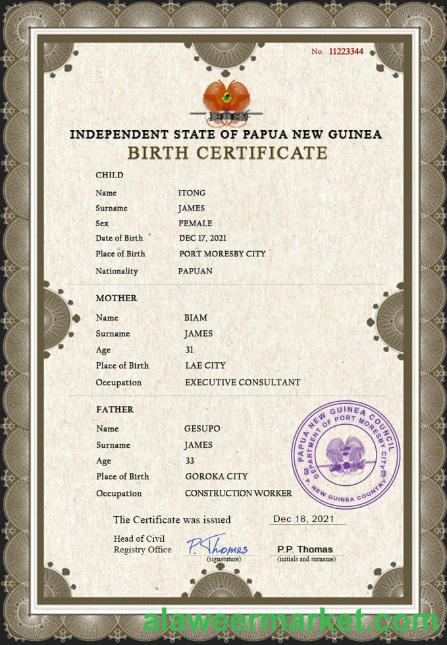 No. 11223344
INDEPENDENT STATE OF PAPUA NEW GUINEA
BIRTH CERTIFICATE
CHILD
Name ITONG
Surname JAMES
Sex FEMALE
Date of Birth DEC 17, 2021
Place of Birth PORT MORESBY CITY
Nationality PAPUAN
MOTHER
Name BIAM
Surname JAMES
Age 31
Place of Birth LAE CITY
Occupation EXECUTIVE CONSULTANT
FATHER
Name GESUPO
Surname JAMES
Age 33
Place of Birth GOROKA CITY
Occupation CONSTRUCTION WORKER
PAPUA NEW GUINEA COUNCIL
DEPARTMENT OF PORT MORESBY CITY
NEW GUINEA COUNTRY
The Certificate was issued Dec 18, 2021
Head of Civil
Registry Office P. Thomes P.P. Thomas
(signature) (initials and surname)
alaweermarket.com